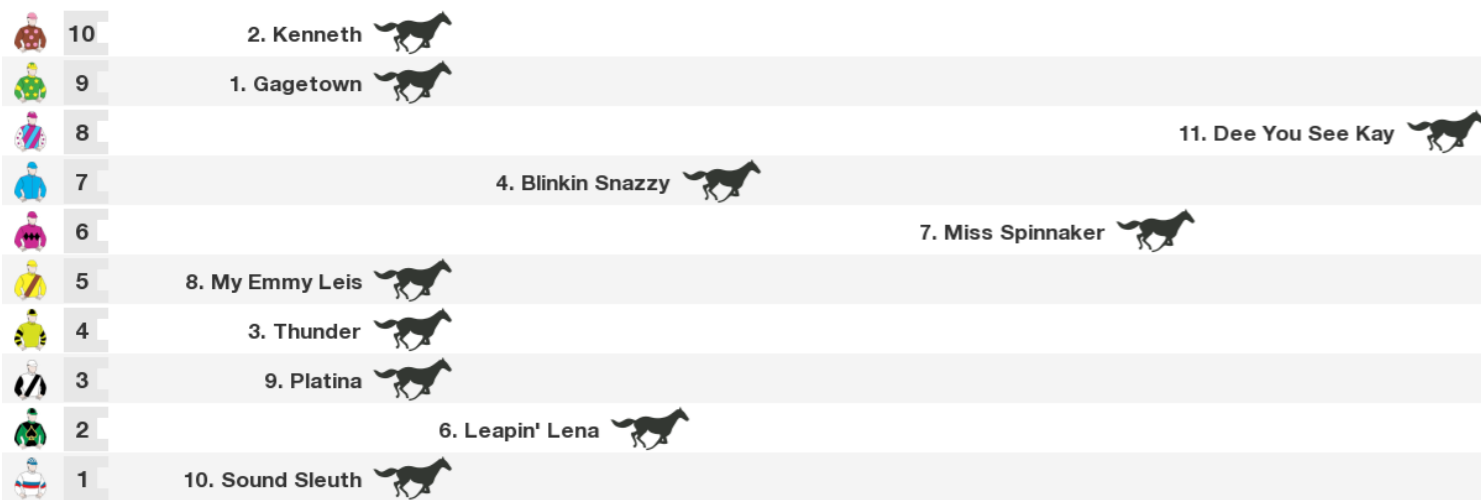 10 2. Kenneth
9 1. Gagetown
8 11. Dee You See Kay
7 4. Blinkin Snazzy
6 7. Miss Spinnaker
5 8. My Emmy Leis
4 3. Thunder
3 9. Platina
2 6. Leapin' Lena
1 10. Sound Sleuth